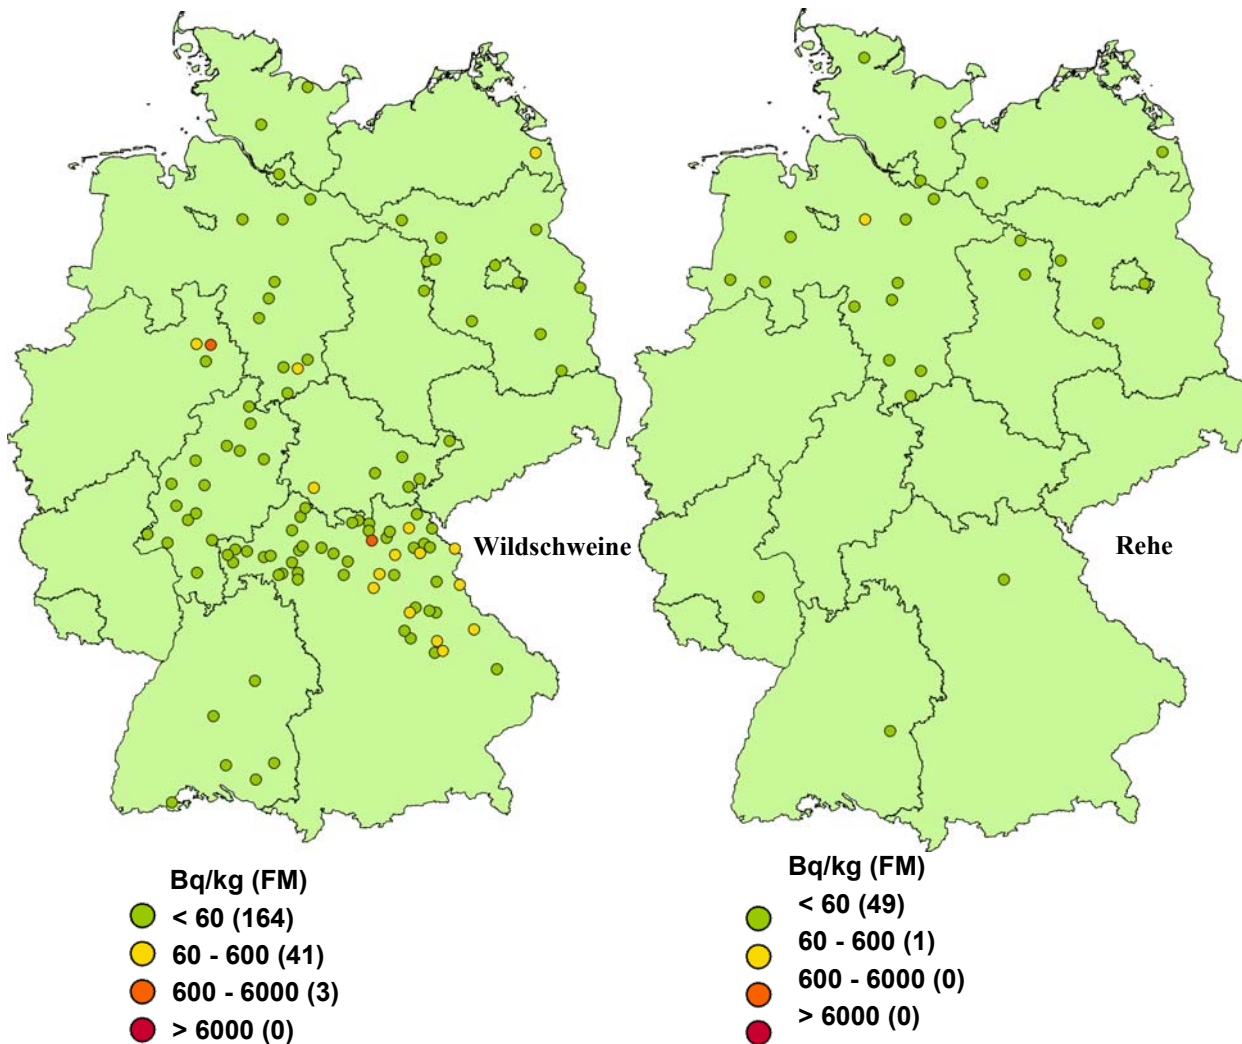 Wildschweine
Rehe
Bq/kg (FM)
< 60 (164)
60 - 600 (41)
600 - 6000 (3)
> 6000 (0)
Bq/kg (FM)
< 60 (49)
60 - 600 (1)
600 - 6000 (0)
> 6000 (0)